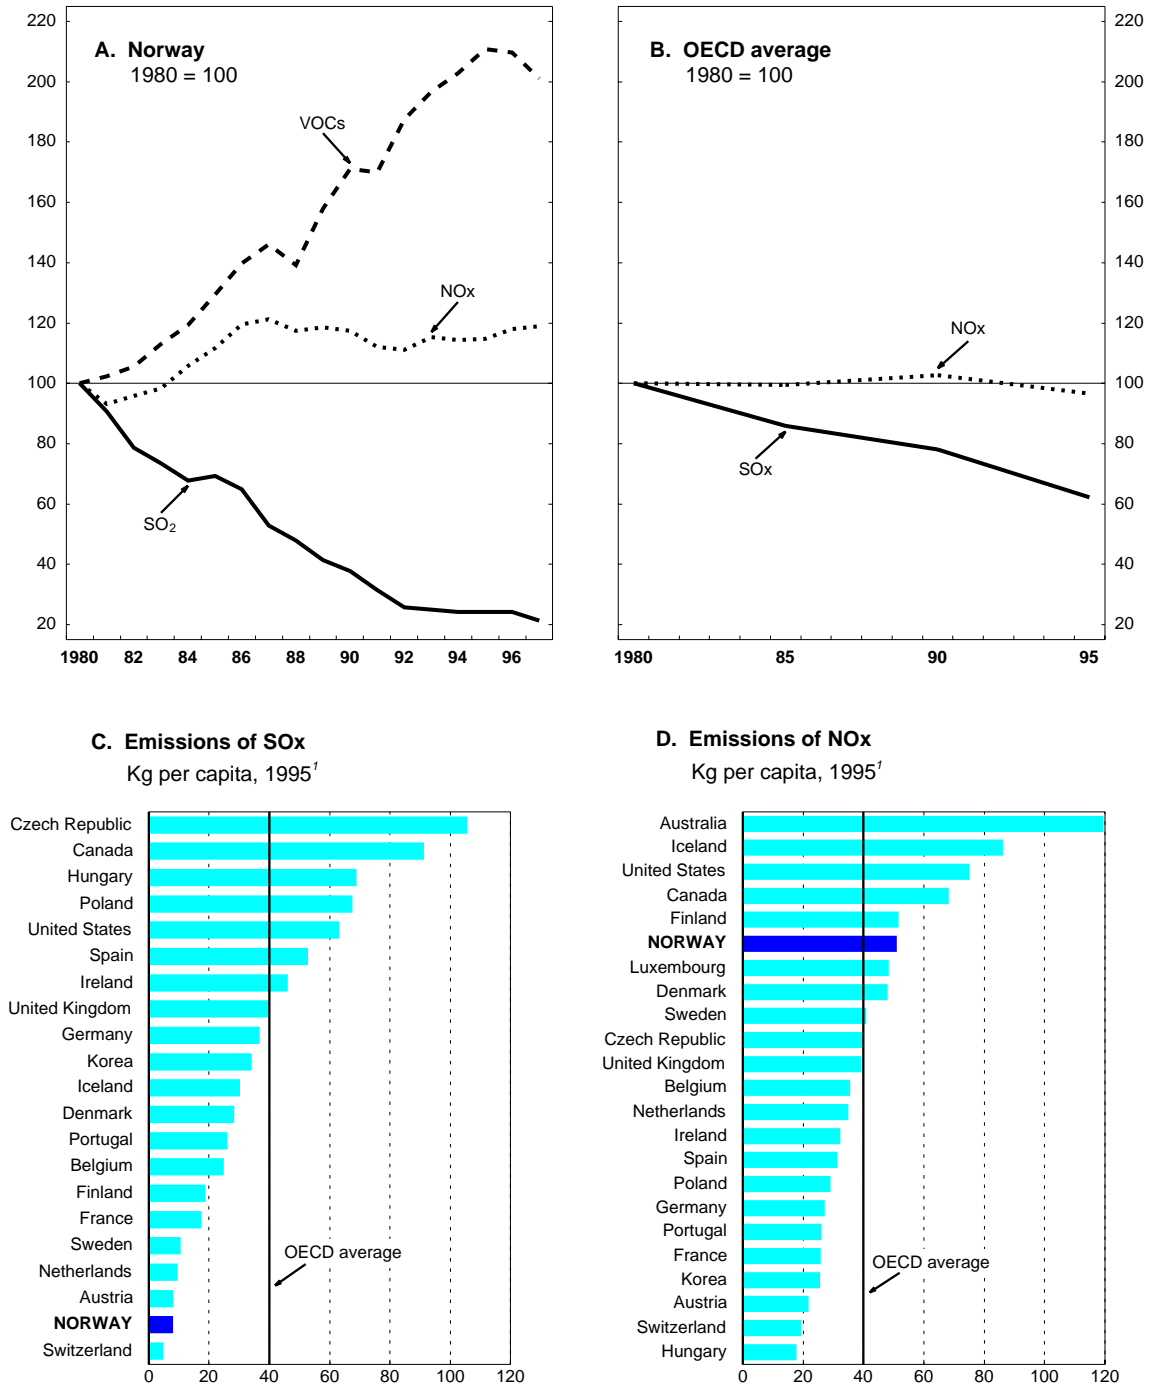 A. Norway
1980 = 100
220
200
180
160
140
120
100
80
60
40
20
VOCs
NOx
SO2
1980 82 84 86 88 90 92 94 96
B. OECD average
1980 = 100
220
200
180
160
140
120
100
80
60
40
20
NOx
SOx
1980 85 90 95
C. Emissions of SOx
Kg per capita, 1995¹
Czech Republic
Canada
Hungary
Poland
United States
Spain
Ireland
United Kingdom
Germany
Korea
Iceland
Denmark
Portugal
Belgium
Finland
France
Sweden
Netherlands
Austria
NORWAY
Switzerland
OECD average
0 20 40 60 80 100 120
D. Emissions of NOx
Kg per capita, 1995¹
Australia
Iceland
United States
Canada
Finland
NORWAY
Luxembourg
Denmark
Sweden
Czech Republic
United Kingdom
Belgium
Netherlands
Ireland
Spain
Poland
Germany
Portugal
France
Korea
Austria
Switzerland
Hungary
OECD average
0 20 40 60 80 100 120